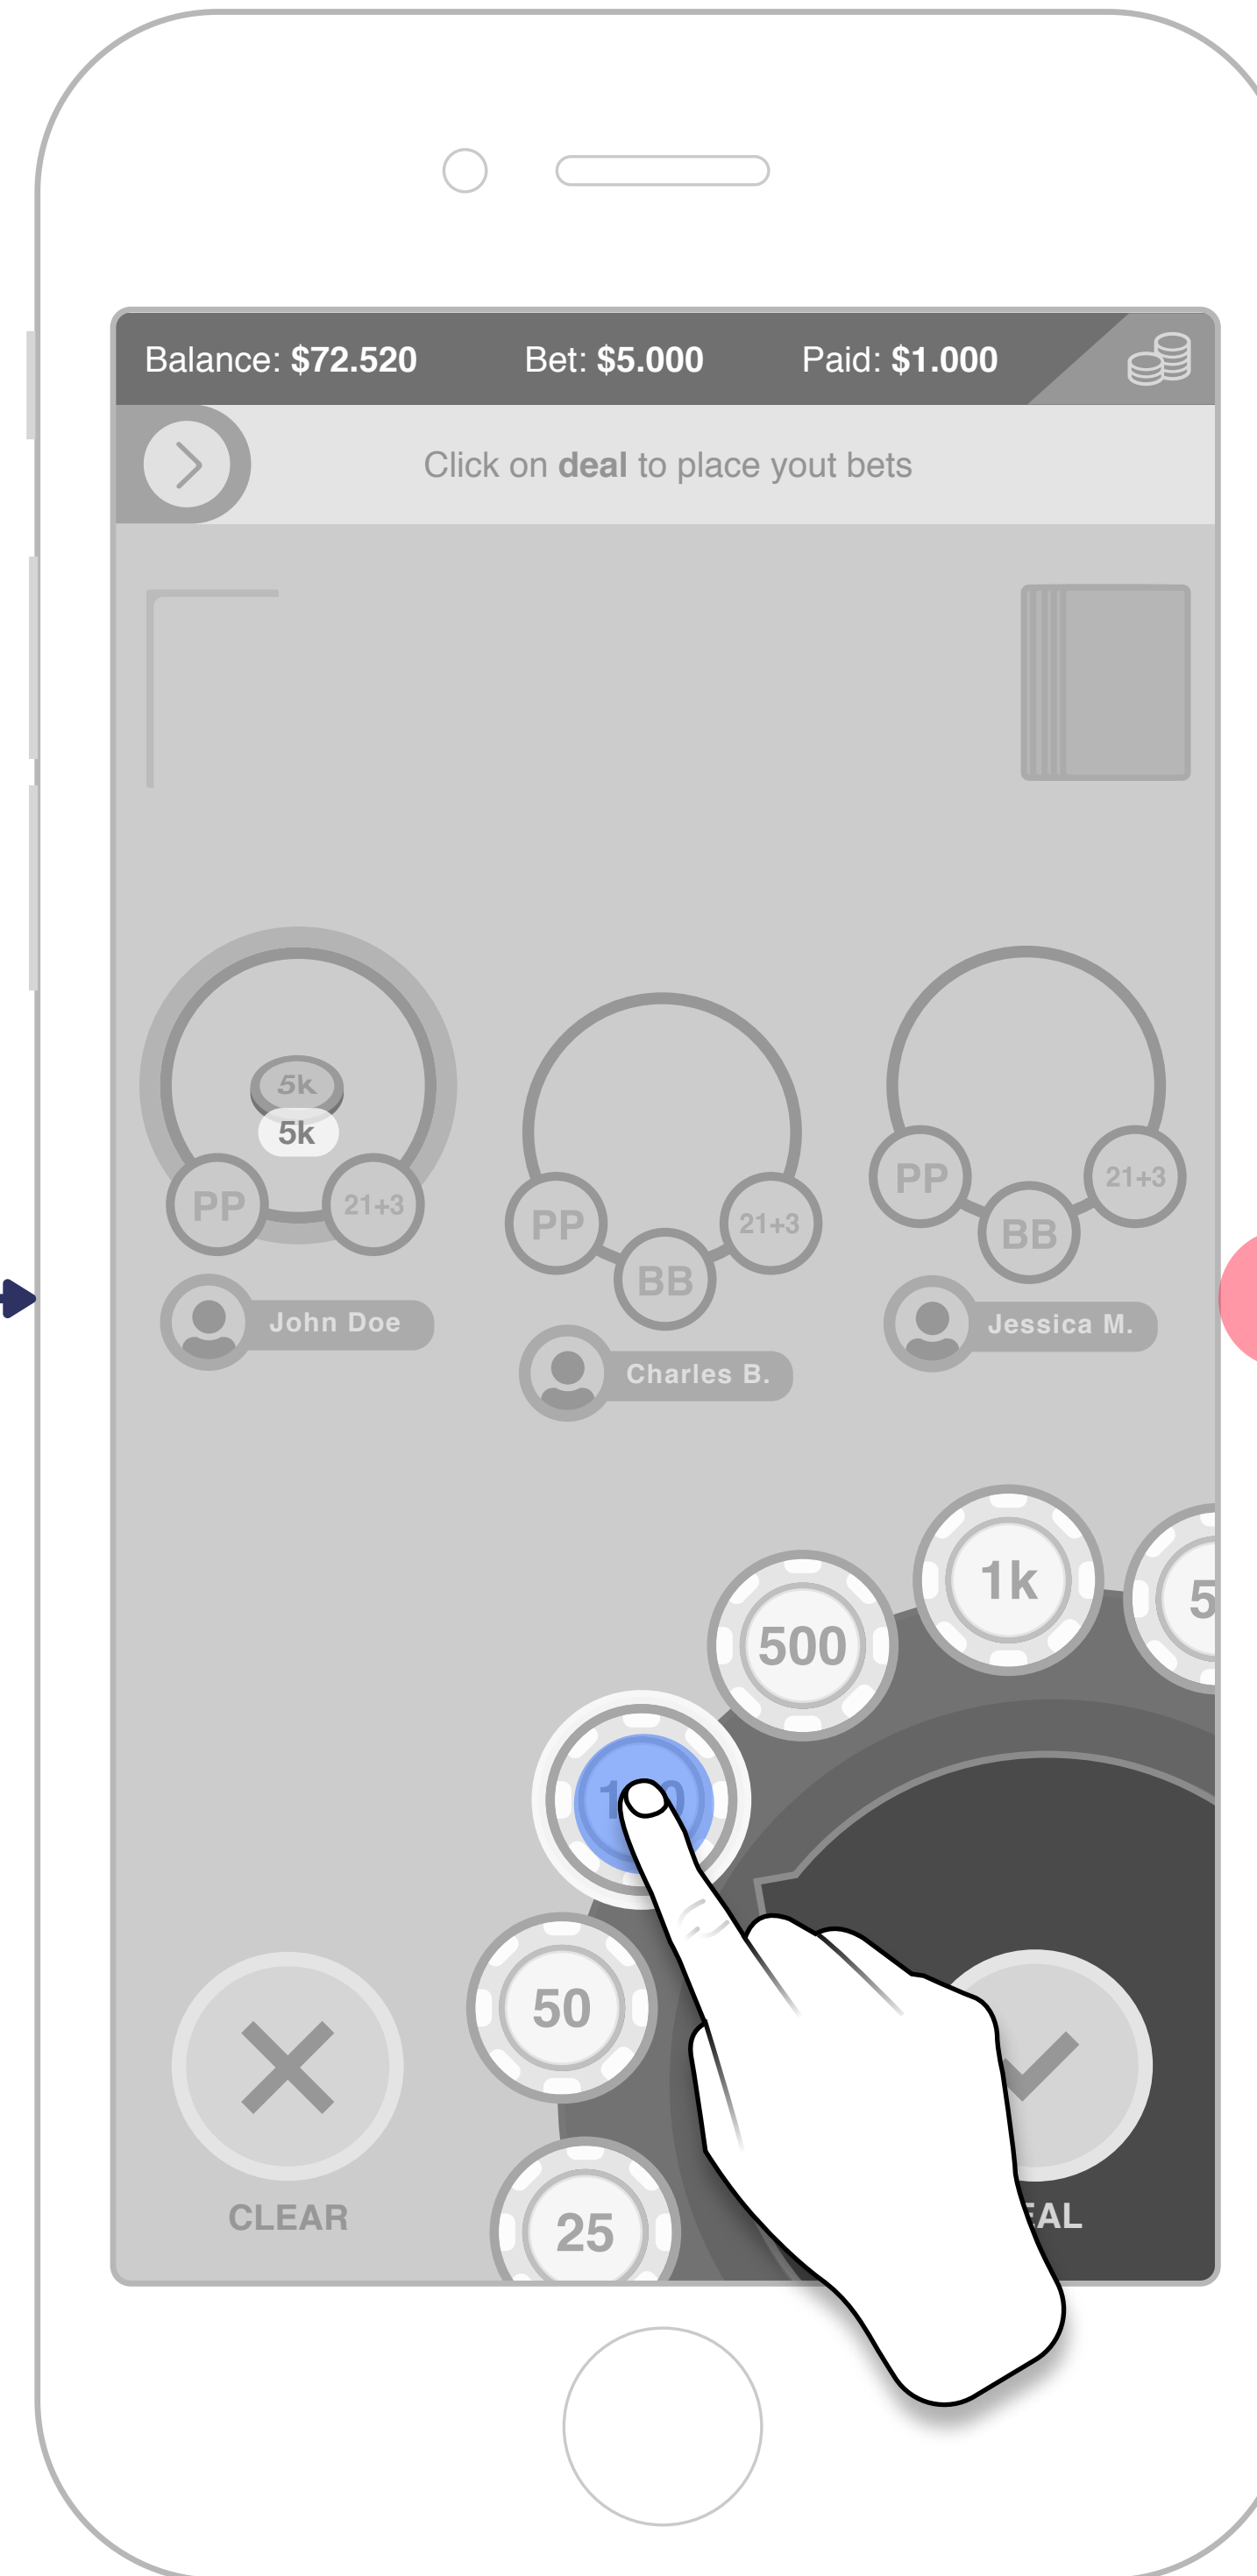 Balance: $72.520 Bet: $5.000 Paid: $1.000
Click on deal to place yout bets
5k
5k
PP 21+3
PP BB 21+3
PP BB 21+3
John Doe
Charles B.
Jessica M.
1k
500
50
25
CLEAR